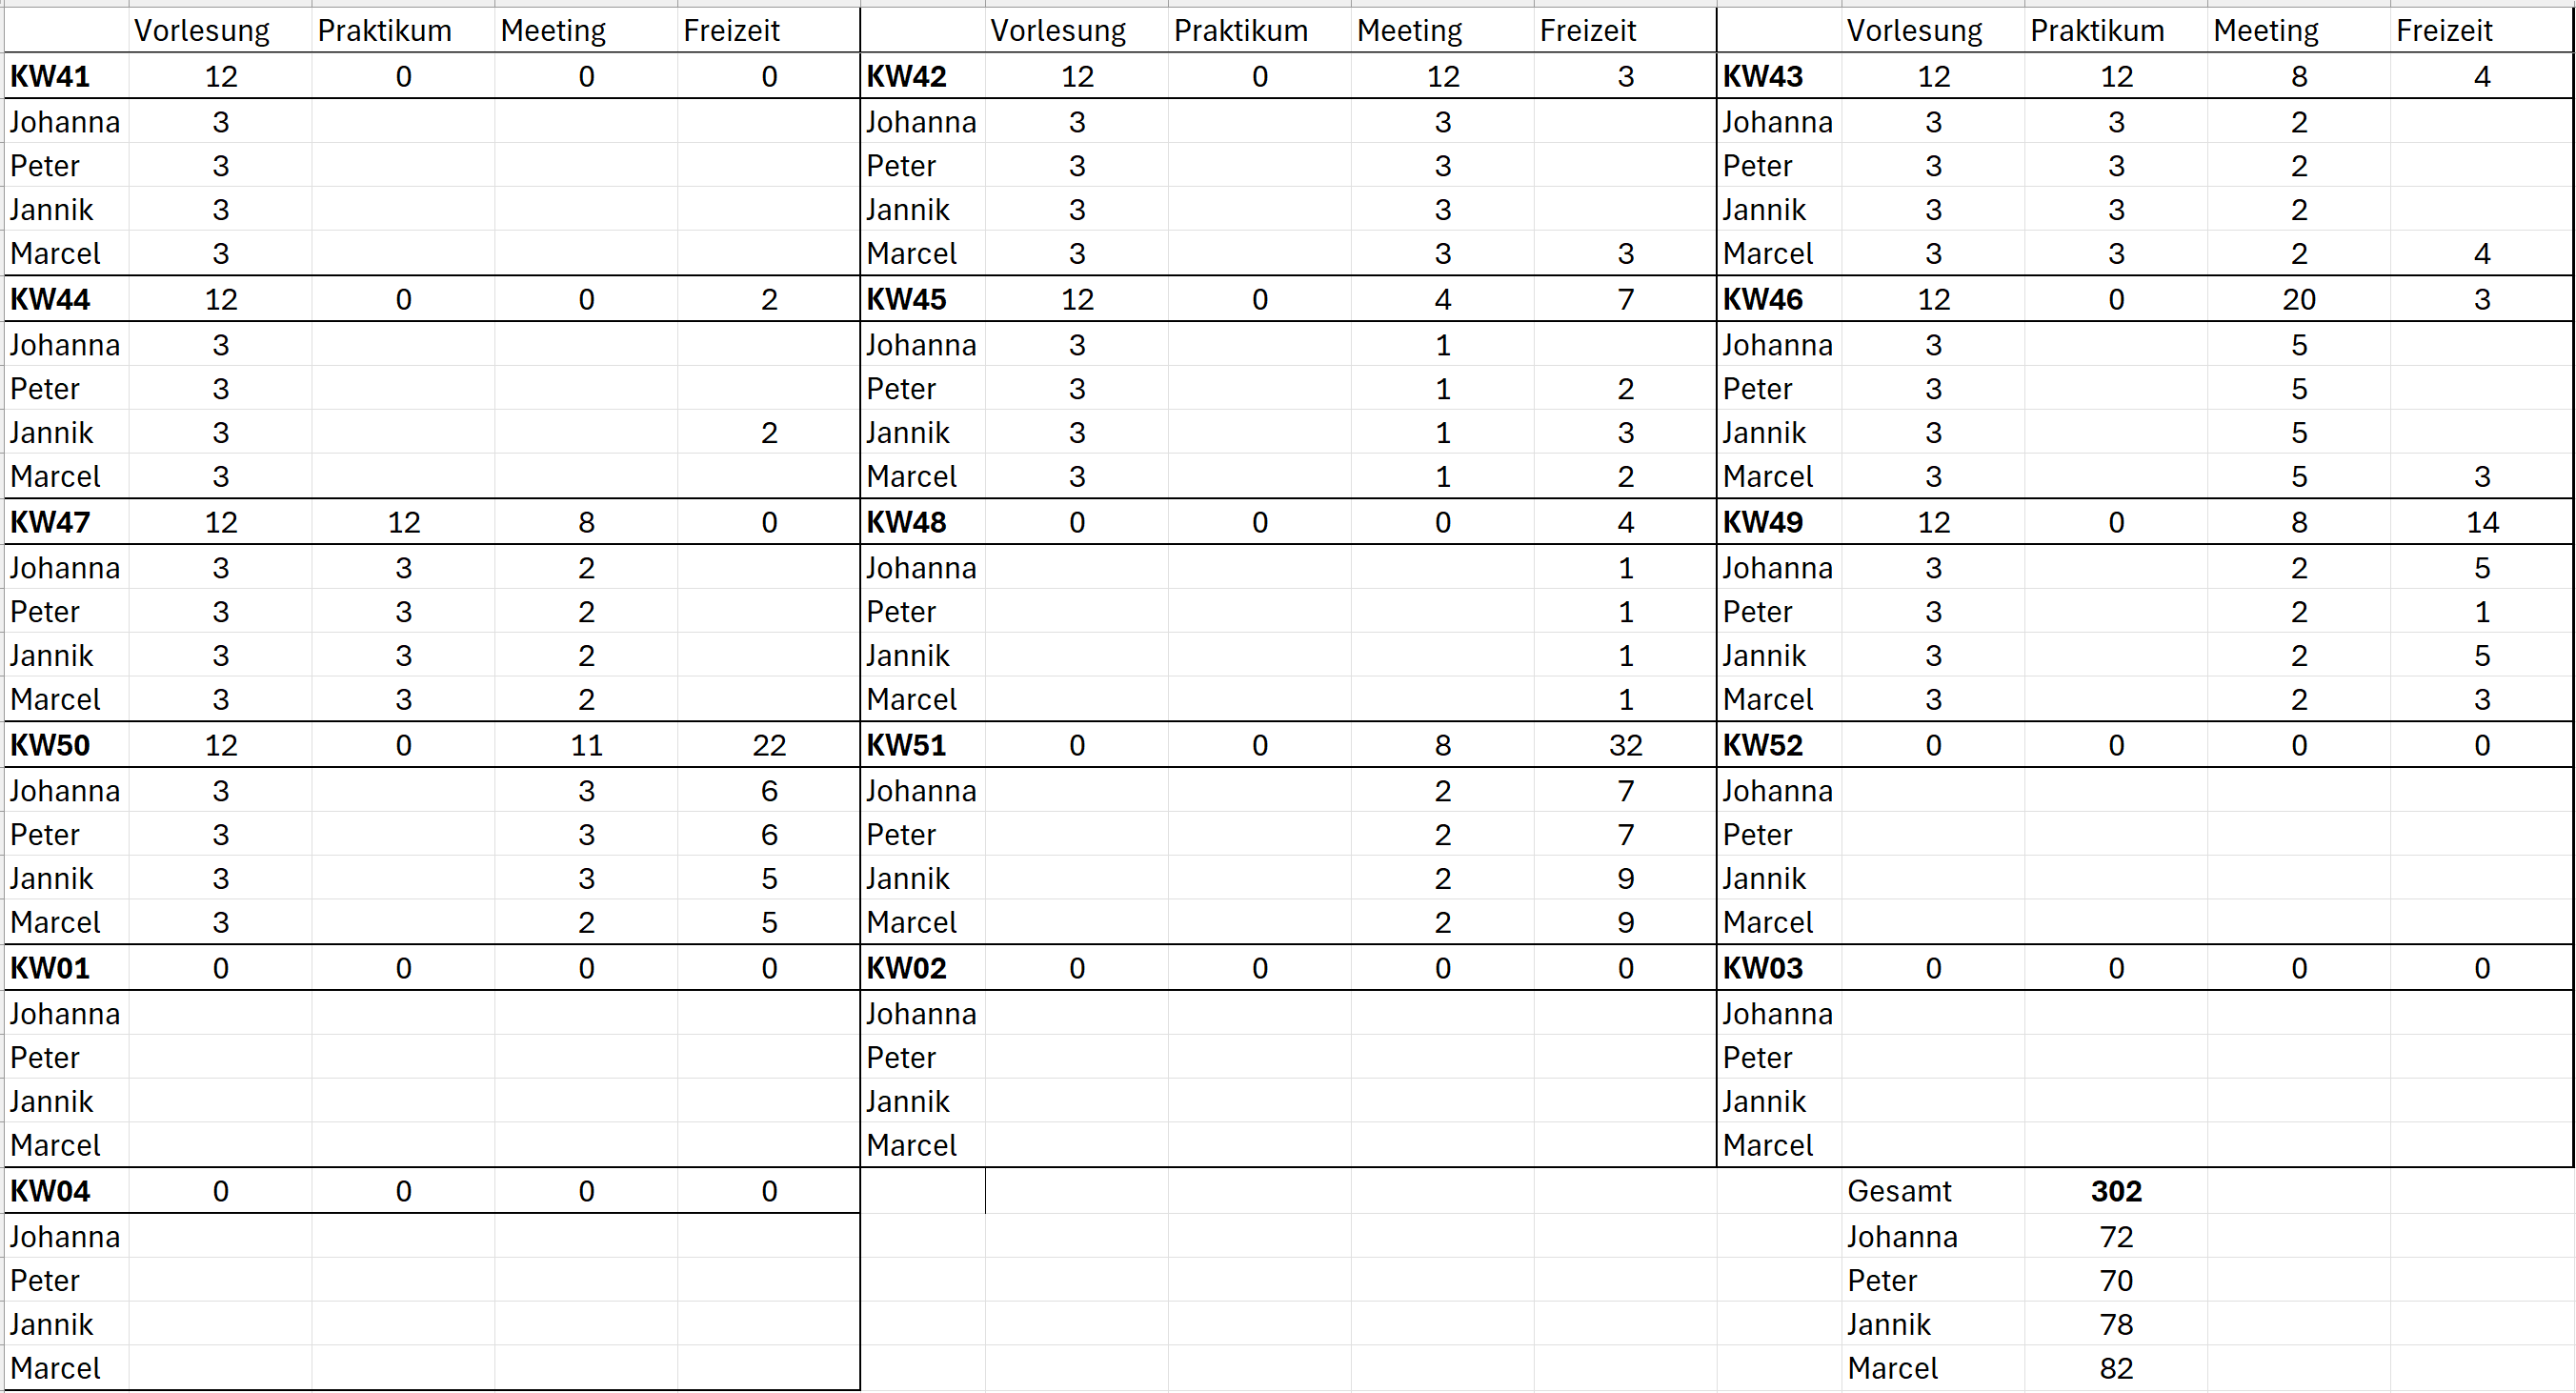 Vorlesung Praktikum Meeting Freizeit Vorlesung Praktikum Meeting Freizeit Vorlesung Praktikum Meeting Freizeit
KW41 12 0 0 0 KW42 12 0 12 3 KW43 12 12 8 4
Johanna 3 Johanna 3 3 Johanna 3 3 2
Peter 3 Peter 3 3 Peter 3 3 2
Jannik 3 Jannik 3 3 Jannik 3 3 2
Marcel 3 Marcel 3 3 3 Marcel 3 3 2 4
KW44 12 0 0 2 KW45 12 0 4 7 KW46 12 0 20 3
Johanna 3 Johanna 3 1 Johanna 3 5
Peter 3 Peter 3 1 2 Peter 3 5
Jannik 3 2 Jannik 3 1 3 Jannik 3 5
Marcel 3 Marcel 3 1 2 Marcel 3 5 3
KW47 12 12 8 0 KW48 0 0 0 4 KW49 12 0 8 14
Johanna 3 3 2 Johanna 1 Johanna 3 2 5
Peter 3 3 2 Peter 1 Peter 3 2 1
Jannik 3 3 2 Jannik 1 Jannik 3 2 5
Marcel 3 3 2 Marcel 1 Marcel 3 2 3
KW50 12 0 11 22 KW51 0 0 8 32 KW52 0 0 0 0
Johanna 3 3 6 Johanna 2 7 Johanna
Peter 3 3 6 Peter 2 7 Peter
Jannik 3 3 5 Jannik 2 9 Jannik
Marcel 3 2 5 Marcel 2 9 Marcel
KW01 0 0 0 0 KW02 0 0 0 0 KW03 0 0 0 0
Johanna Johanna Johanna
Peter Peter Peter
Jannik Jannik Jannik
Marcel Marcel Marcel
KW04 0 0 0 0 Gesamt 302
Johanna Johanna 72
Peter Peter 70
Jannik Jannik 78
Marcel Marcel 82